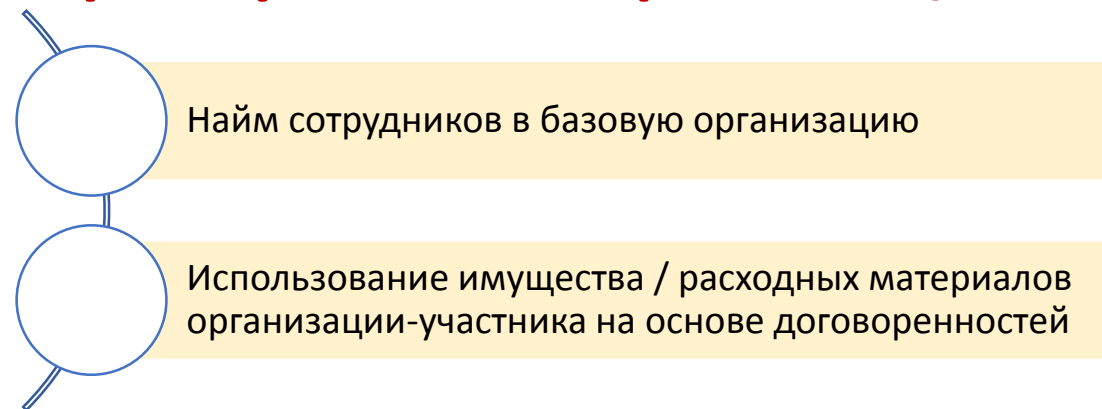 Найм сотрудников в базовую организацию
Использование имущества / расходных материалов
организации-участника на основе договоренностей